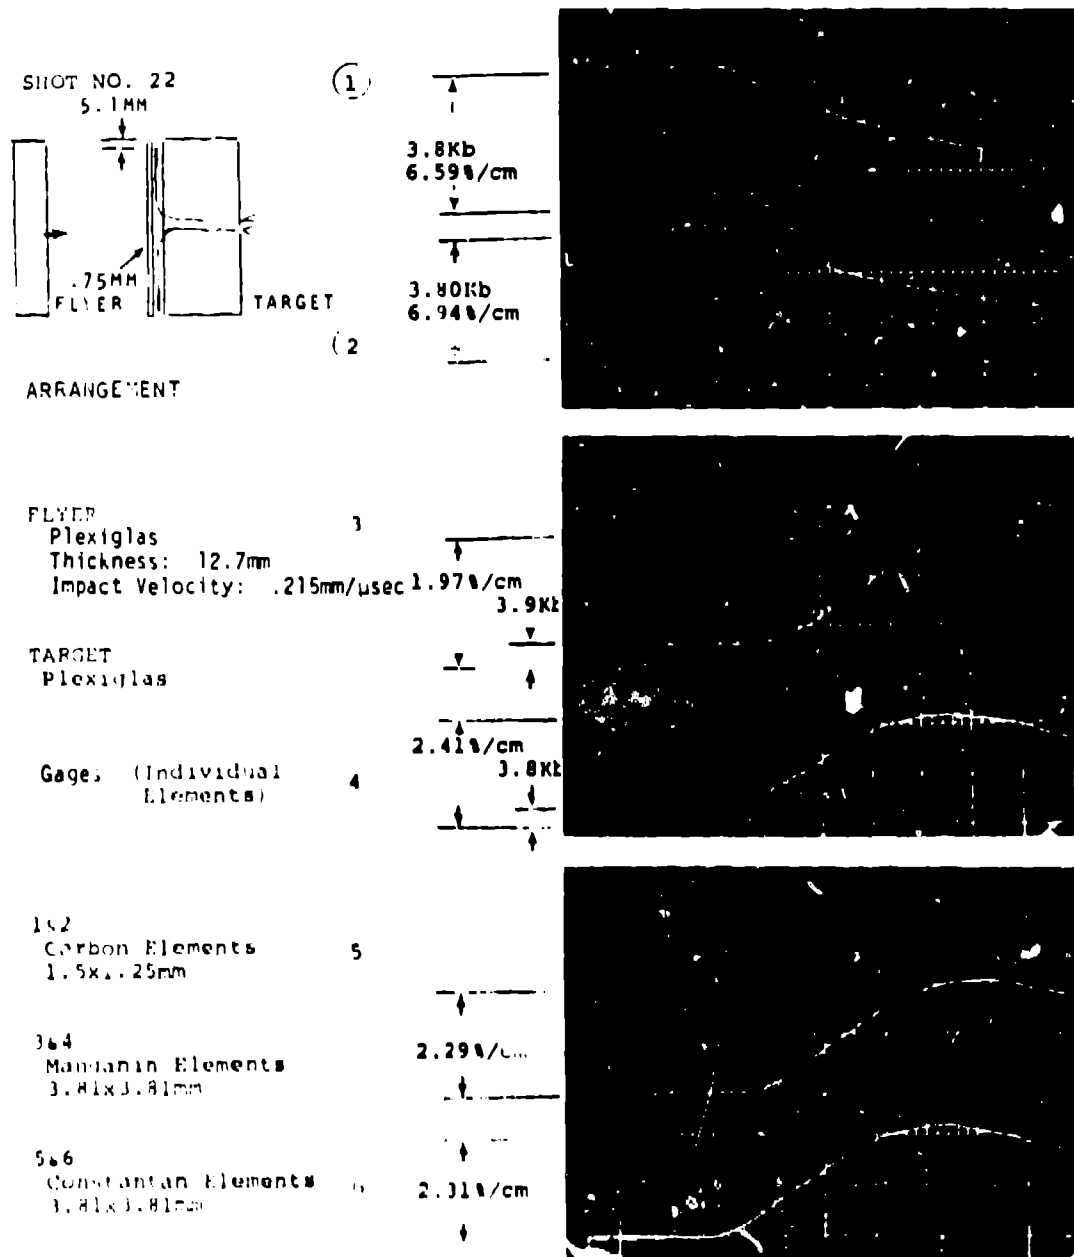 SHOT NO. 22
5.1MM
.75MM
FLYER
TARGET
ARRANGEMENT
1
3.8Kb
6.59%/cm
3.80Kb
6.94%/cm
2
FLYER
Plexiglas
Thickness: 12.7mm
Impact Velocity: .215mm/μsec
3
1.97%/cm
3.9Kb
TARGET
Plexiglas
Gages (Individual
Elements)
4
2.41%/cm
3.8Kb
1&2
Carbon Elements
5
3&4
Manganin Elements
3.81x3.81mm
2.29%/cm
5&6
Constantan Elements
3.81x3.81mm
2.31%/cm